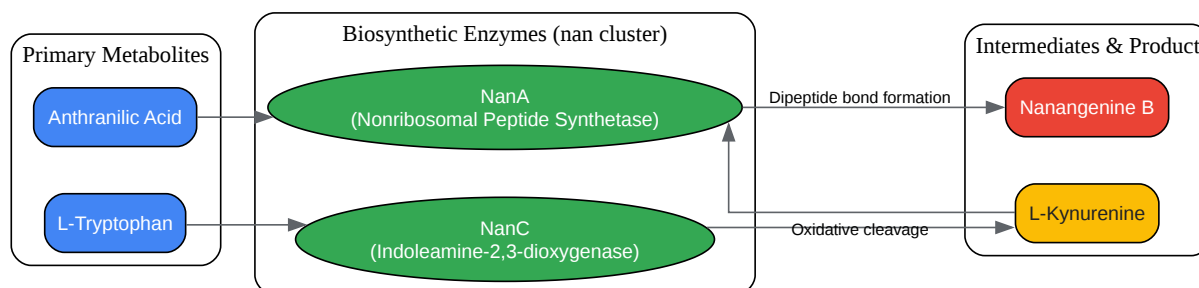 Primary Metabolites
Anthranilic Acid
L-Tryptophan
Biosynthetic Enzymes (nan cluster)
NanA
(Nonribosomal Peptide Synthetase)
NanC
(Indoleamine-2,3-dioxygenase)
Dipeptide bond formation
Oxidative cleavage
Intermediates & Product
Nanangenine B
L-Kynurenine